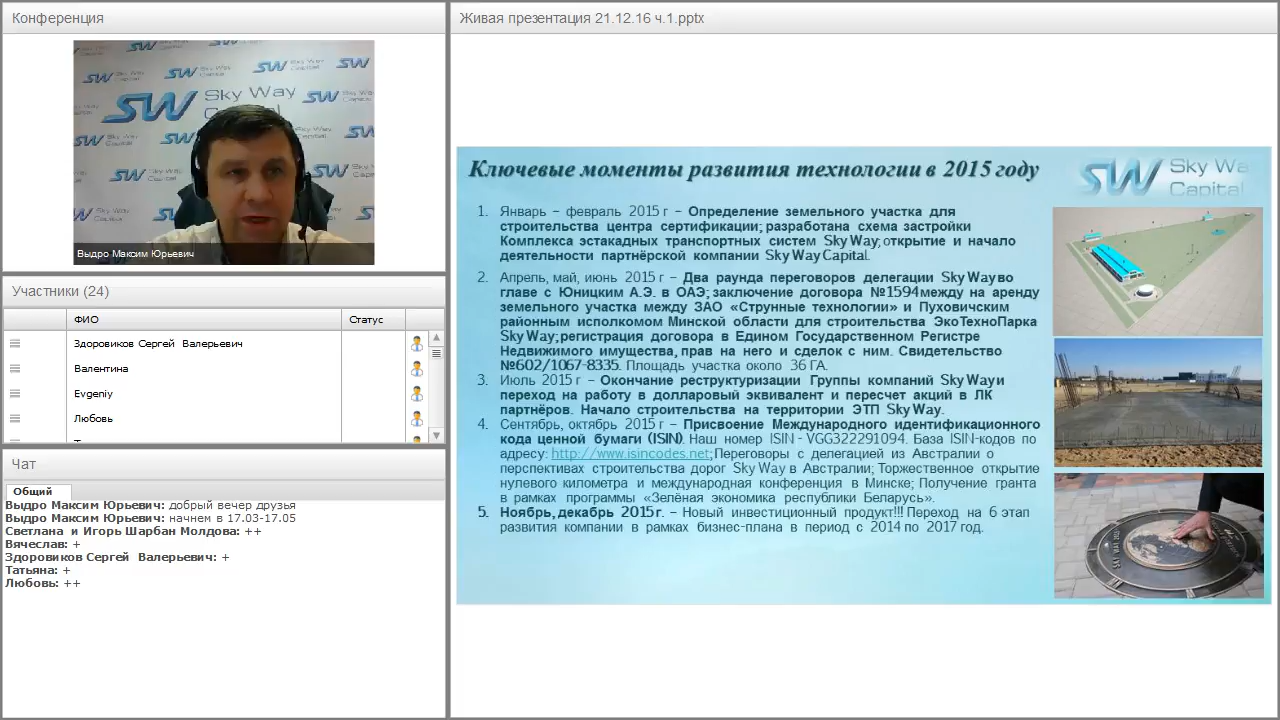 Конференция
SW Sky Way Capital
Выдро Максим Юрьевич
Участники (24)
ФИО
Статус
Здоровиков Сергей Валерьевич
Валентина
Evgeniy
Любовь
Чат
Общий
Выдро Максим Юрьевич: добрый вечер друзья
Выдро Максим Юрьевич: начнем в 17.03-17.05
Светлана и Игорь Шарбан Молдова: ++
Вячеслав: +
Здоровиков Сергей Валерьевич: +
Татьяна: +
Любовь: ++
Живая презентация 21.12.16 ч.1.pptx
Ключевые моменты развития технологии в 2015 году
SW Sky Way
Capital
1. Январь – февраль 2015 г – Определение земельного участка для
строительства центра сертификации; разработана схема застройки
Комплекса эстакадных транспортных систем Sky Way; открытие и начало
деятельности партнёрской компании Sky Way Capital.
2. Апрель, май, июнь 2015 г – Два раунда переговоров делегации Sky Way во
главе с Юницким А.Э. в ОАЭ; заключение договора №1594 между на аренду
земельного участка между ЗАО «Струнные технологии» и Пуховичским
районным исполкомом Минской области для строительства ЭкоТехноПарка
Sky Way; регистрация договора в Едином Государственном Регистре
Недвижимого имущества, прав на него и сделок с ним. Свидетельство
№602/1067-8335. Площадь участка около 36 ГА.
3. Июль 2015 г – Окончание реструктуризации Группы компаний Sky Way и
переход на работу в долларовый эквивалент и пересчет акций в ЛК
партнёров. Начало строительства на территории ЭТП Sky Way.
4. Сентябрь, октябрь 2015 г – Присвоение Международного идентификационного
кода ценной бумаги (ISIN). Наш номер ISIN - VGG322291094. База ISIN-кодов по
адресу: http://www.isincodes.net; Переговоры с делегацией из Австралии о
перспективах строительства дорог Sky Way в Австралии; Торжественное открытие
нулевого километра и международная конференция в Минске; Получение гранта
в рамках программы «Зелёная экономика республики Беларусь».
5. Ноябрь, декабрь 2015 г. – Новый инвестиционный продукт!!! Переход на 6 этап
развития компании в рамках бизнес-плана в период с 2014 по 2017 год.